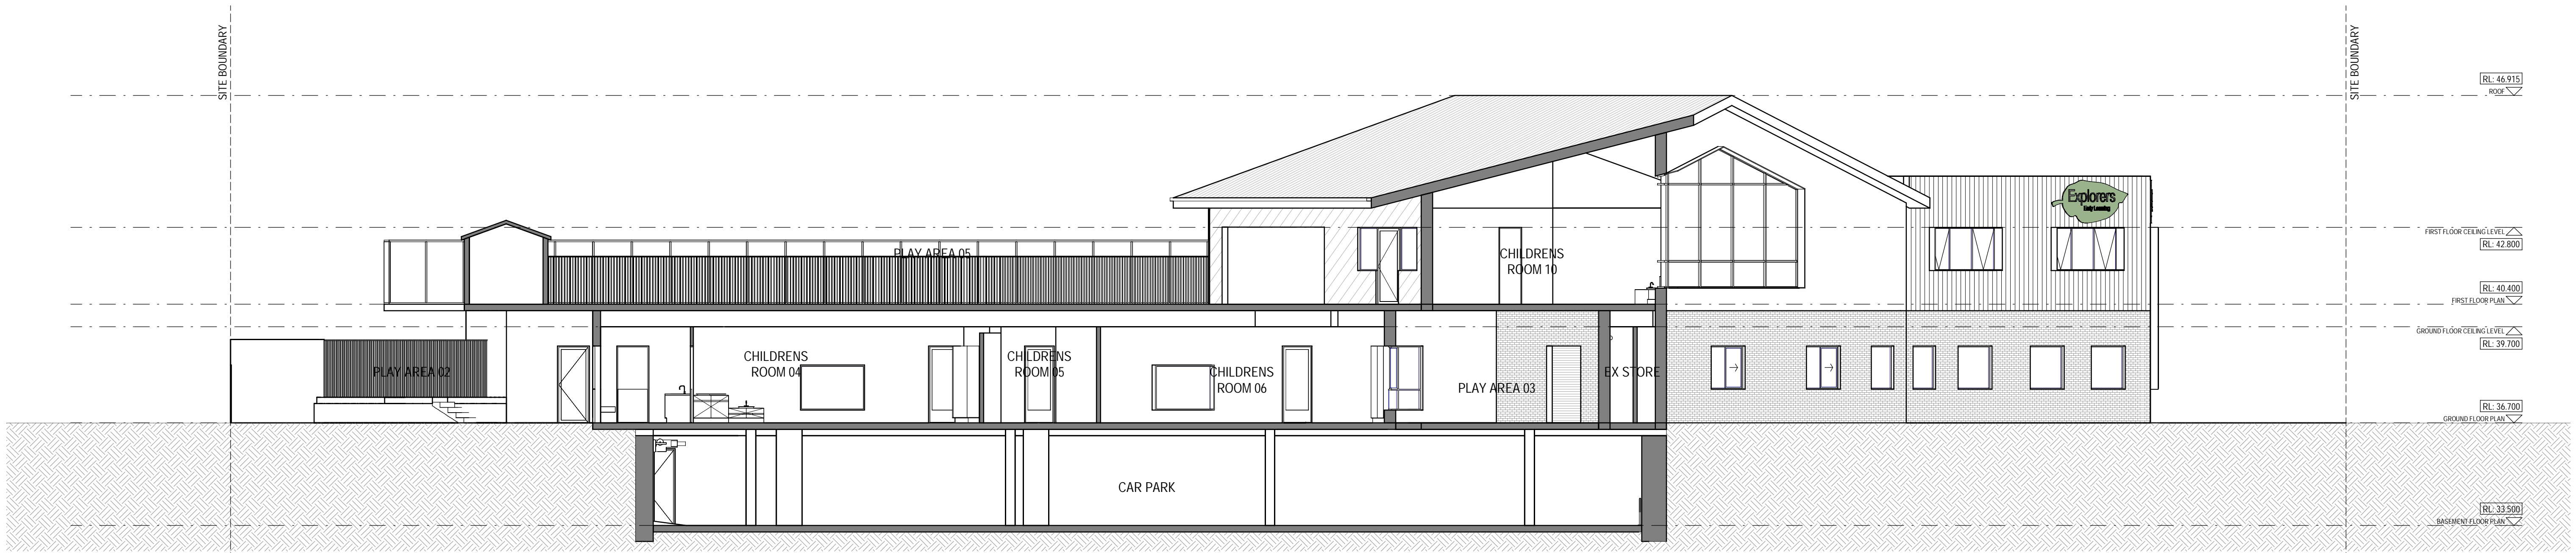 SITE BOUNDARY
SITE BOUNDARY
RL: 46.915
ROOF
Explorers
Early Learning
FIRST FLOOR CEILING LEVEL
RL: 42.800
PLAY AREA 05
CHILDRENS
ROOM 10
RL: 40.400
FIRST FLOOR PLAN
GROUND FLOOR CEILING LEVEL
RL: 39.700
PLAY AREA 02
CHILDRENS
ROOM 04
CHILDRENS
ROOM 05
CHILDRENS
ROOM 06
PLAY AREA 03
EX STORE
RL: 36.700
GROUND FLOOR PLAN
CAR PARK
RL: 33.500
BASEMENT FLOOR PLAN